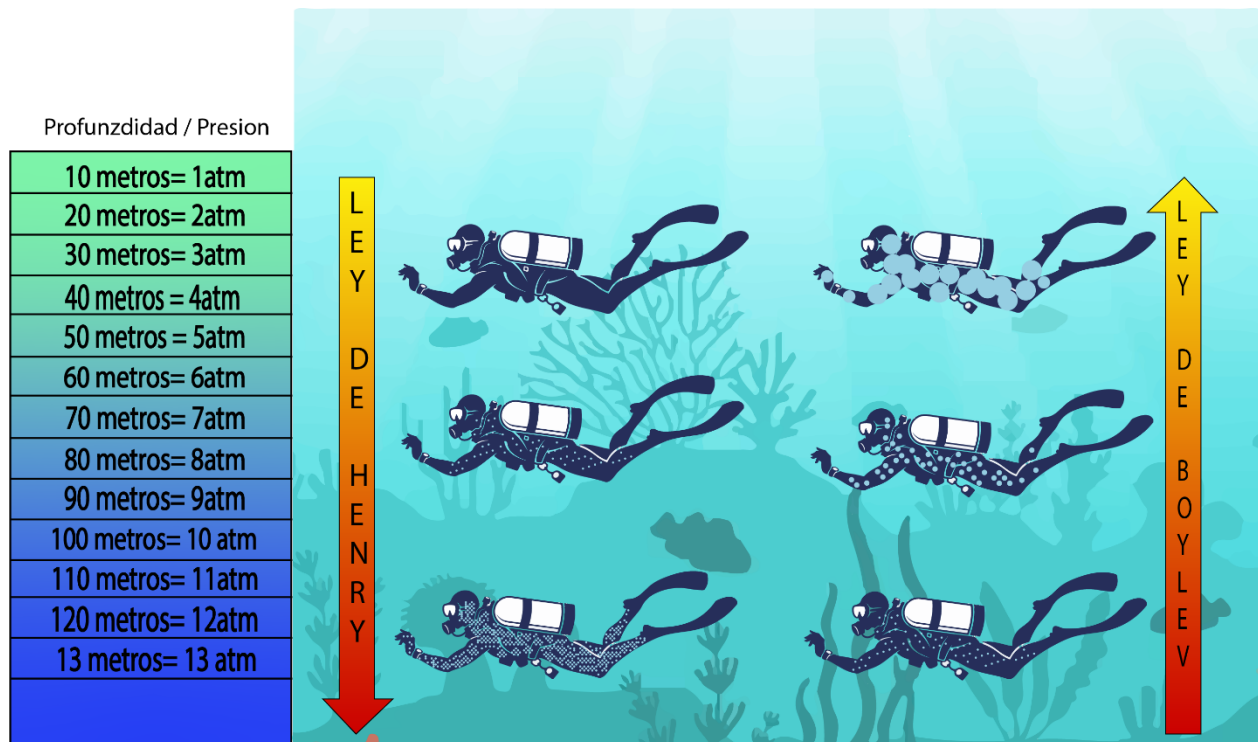 Profunzdidad / Presion
10 metros= 1atm
20 metros= 2atm
30 metros= 3atm
40 metros= 4atm
50 metros = 5atm
60 metros= 6atm
70 metros= 7atm
80 metros= 8atm
90 metros= 9atm
100 metros= 10 atm
110 metros= 11atm
120 metros= 12atm
13 metros= 13 atm
LEY DE HENRY
LEY DE BOYLEV